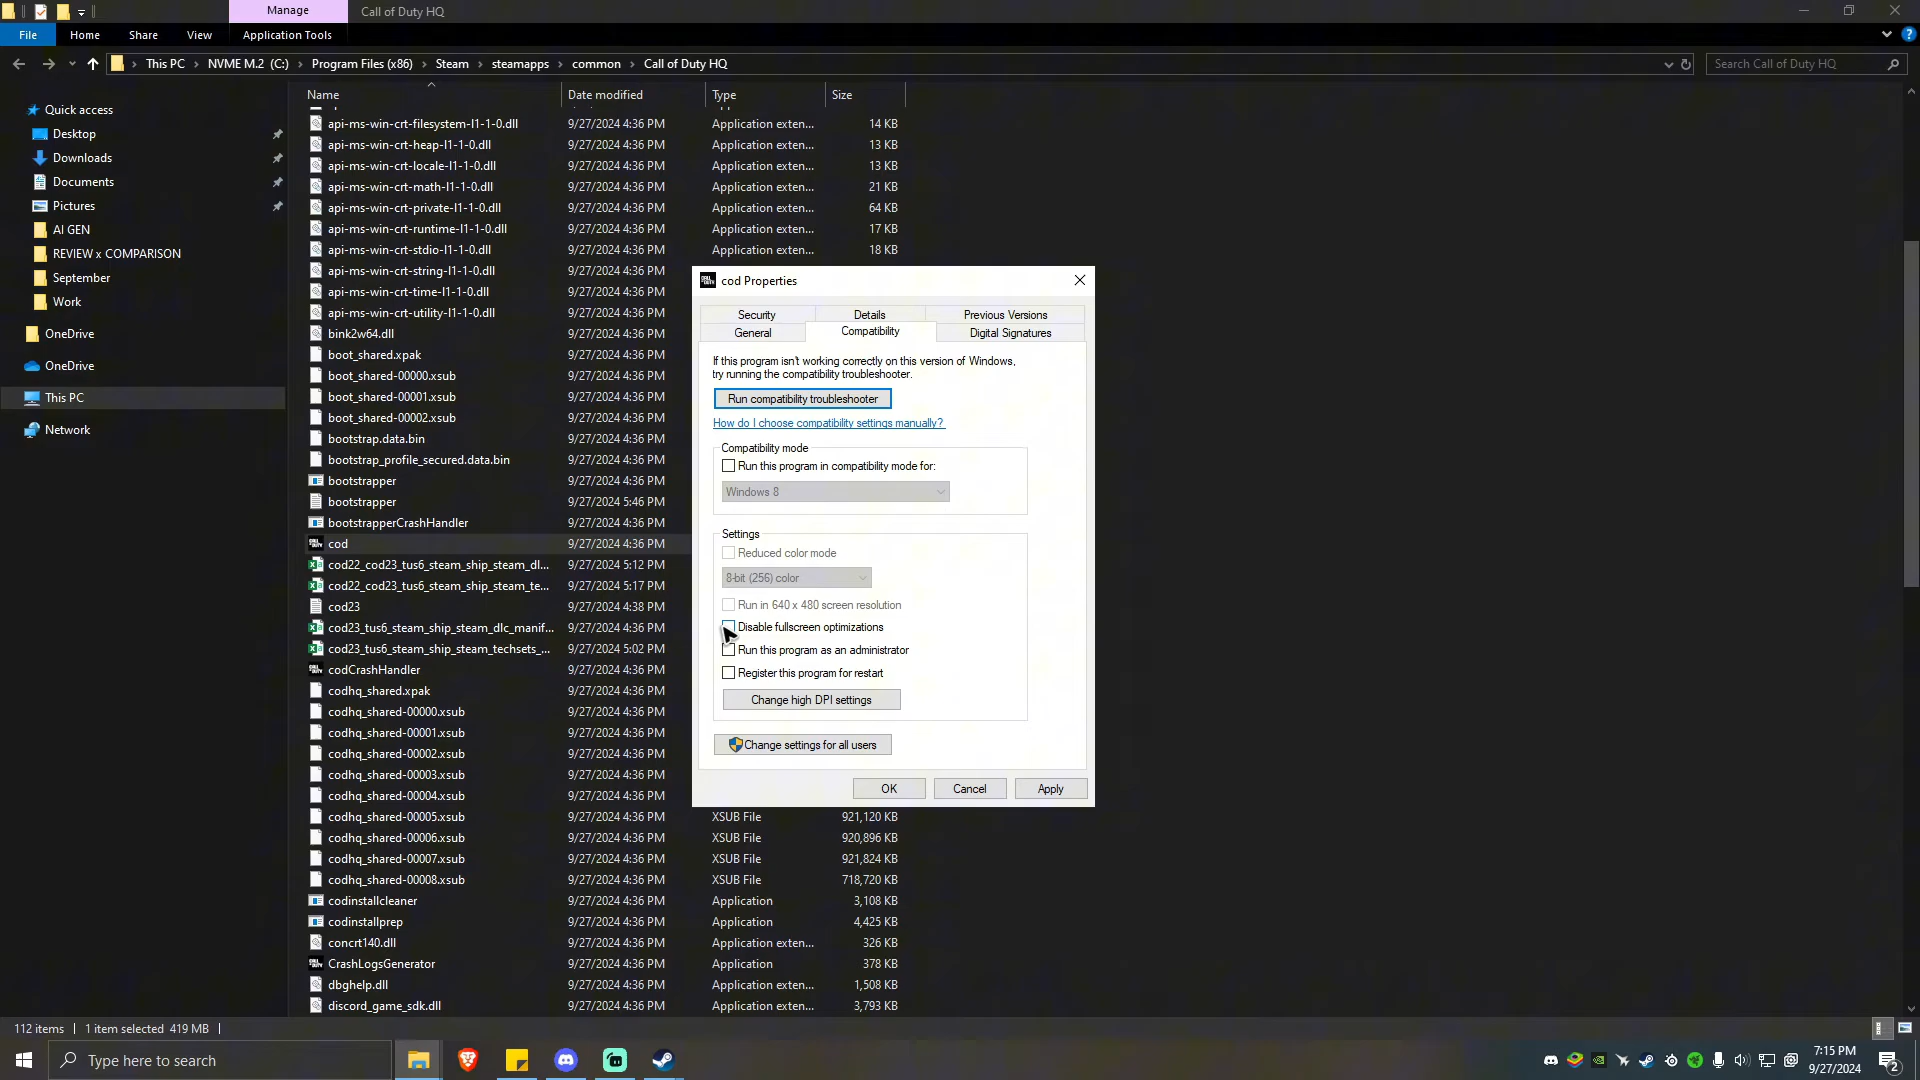 Manage
Call of Duty HQ
File
Home
Share
View
Application Tools
This PC
NVME M.2 (C:)
Program Files (x86)
Steam
steamapps
common
Call of Duty HQ
Search Call of Duty HQ
Name
Date modified
Type
Size
Quick access
Desktop
Downloads
Documents
Pictures
AI GEN
REVIEW x COMPARISON
September
Work
OneDrive
OneDrive
This PC
Network
api-ms-win-crt-filesystem-l1-1-0.dll 9/27/2024 4:36 PM Application exten... 14 KB
api-ms-win-crt-heap-l1-1-0.dll 9/27/2024 4:36 PM Application exten... 13 KB
api-ms-win-crt-locale-l1-1-0.dll 9/27/2024 4:36 PM Application exten... 13 KB
api-ms-win-crt-math-l1-1-0.dll 9/27/2024 4:36 PM Application exten... 21 KB
api-ms-win-crt-private-l1-1-0.dll 9/27/2024 4:36 PM Application exten... 64 KB
api-ms-win-crt-runtime-l1-1-0.dll 9/27/2024 4:36 PM Application exten... 17 KB
api-ms-win-crt-stdio-l1-1-0.dll 9/27/2024 4:36 PM Application exten... 18 KB
api-ms-win-crt-string-l1-1-0.dll 9/27/2024 4:36 PM
api-ms-win-crt-time-l1-1-0.dll 9/27/2024 4:36 PM
api-ms-win-crt-utility-l1-1-0.dll 9/27/2024 4:36 PM
bink2w64.dll 9/27/2024 4:36 PM
boot_shared.xpak 9/27/2024 4:36 PM
boot_shared-00000.xsub 9/27/2024 4:36 PM
boot_shared-00001.xsub 9/27/2024 4:36 PM
boot_shared-00002.xsub 9/27/2024 4:36 PM
bootstrap.data.bin 9/27/2024 4:36 PM
bootstrap_profile_secured.data.bin 9/27/2024 4:36 PM
bootstrapper 9/27/2024 4:36 PM
bootstrapper 9/27/2024 5:46 PM
bootstrapperCrashHandler 9/27/2024 4:36 PM
cod 9/27/2024 4:36 PM
cod22_cod23_tus6_steam_ship_steam_dl... 9/27/2024 5:12 PM
cod22_cod23_tus6_steam_ship_steam_te... 9/27/2024 5:17 PM
cod23 9/27/2024 4:38 PM
cod23_tus6_steam_ship_steam_dlc_manif... 9/27/2024 4:36 PM
cod23_tus6_steam_ship_steam_techsets_... 9/27/2024 5:02 PM
codCrashHandler 9/27/2024 4:36 PM
codhq_shared.xpak 9/27/2024 4:36 PM
codhq_shared-00000.xsub 9/27/2024 4:36 PM
codhq_shared-00001.xsub 9/27/2024 4:36 PM
codhq_shared-00002.xsub 9/27/2024 4:36 PM
codhq_shared-00003.xsub 9/27/2024 4:36 PM
codhq_shared-00004.xsub 9/27/2024 4:36 PM
codhq_shared-00005.xsub 9/27/2024 4:36 PM XSUB File 921,120 KB
codhq_shared-00006.xsub 9/27/2024 4:36 PM XSUB File 920,896 KB
codhq_shared-00007.xsub 9/27/2024 4:36 PM XSUB File 921,824 KB
codhq_shared-00008.xsub 9/27/2024 4:36 PM XSUB File 718,720 KB
codinstallcleaner 9/27/2024 4:36 PM Application 3,108 KB
codinstallprep 9/27/2024 4:36 PM Application 4,425 KB
concrt140.dll 9/27/2024 4:36 PM Application exten... 326 KB
CrashLogsGenerator 9/27/2024 4:36 PM Application 378 KB
dbghelp.dll 9/27/2024 4:36 PM Application exten... 1,508 KB
discord_game_sdk.dll 9/27/2024 4:36 PM Application exten... 3,793 KB
cod Properties
Security
Details
Previous Versions
General
Compatibility
Digital Signatures
If this program isn't working correctly on this version of Windows,
try running the compatibility troubleshooter.
Run compatibility troubleshooter
How do I choose compatibility settings manually?
Compatibility mode
Run this program in compatibility mode for:
Windows 8
Settings
Reduced color mode
8-bit (256) color
Run in 640 x 480 screen resolution
Disable fullscreen optimizations
Run this program as an administrator
Register this program for restart
Change high DPI settings
Change settings for all users
OK
Cancel
Apply
112 items
1 item selected 419 MB
Type here to search
7:15 PM
9/27/2024
2